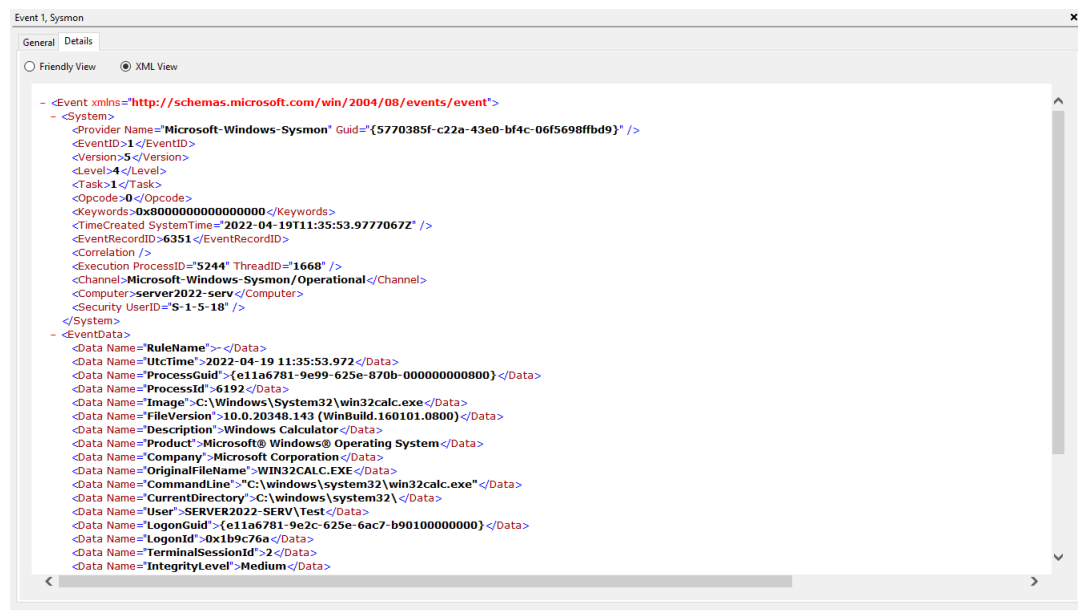 Event 1, Sysmon
General Details
Friendly View XML View
- <Event xmlns="http://schemas.microsoft.com/win/2004/08/events/event">
- <System>
<Provider Name="Microsoft-Windows-Sysmon" Guid="{5770385f-c22a-43e0-bf4c-06f5698ffbd9}" />
<EventID>1</EventID>
<Version>5</Version>
<Level>4</Level>
<Task>1</Task>
<Opcode>0</Opcode>
<Keywords>0x8000000000000000</Keywords>
<TimeCreated SystemTime="2022-04-19T11:35:53.9777067Z" />
<EventRecordID>6351</EventRecordID>
<Correlation />
<Execution ProcessID="5244" ThreadID="1668" />
<Channel>Microsoft-Windows-Sysmon/Operational</Channel>
<Computer>server2022-serv</Computer>
<Security UserID="S-1-5-18" />
</System>
- <EventData>
<Data Name="RuleName">-</Data>
<Data Name="UtcTime">2022-04-19 11:35:53.972</Data>
<Data Name="ProcessGuid">{e11a6781-9e99-625e-870b-000000000800}</Data>
<Data Name="ProcessId">6192</Data>
<Data Name="Image">C:\Windows\System32\win32calc.exe</Data>
<Data Name="FileVersion">10.0.20348.143 (WinBuild.160101.0800)</Data>
<Data Name="Description">Windows Calculator</Data>
<Data Name="Product">Microsoft® Windows® Operating System</Data>
<Data Name="Company">Microsoft Corporation</Data>
<Data Name="OriginalFileName">WIN32CALC.EXE</Data>
<Data Name="CommandLine">"C:\windows\system32\win32calc.exe"</Data>
<Data Name="CurrentDirectory">C:\windows\system32\</Data>
<Data Name="User">SERVER2022-SERV\Test</Data>
<Data Name="LogonGuid">{e11a6781-9e2c-625e-6ac7-b90100000000}</Data>
<Data Name="LogonId">0x1b9c76a</Data>
<Data Name="TerminalSessionId">2</Data>
<Data Name="IntegrityLevel">Medium</Data>